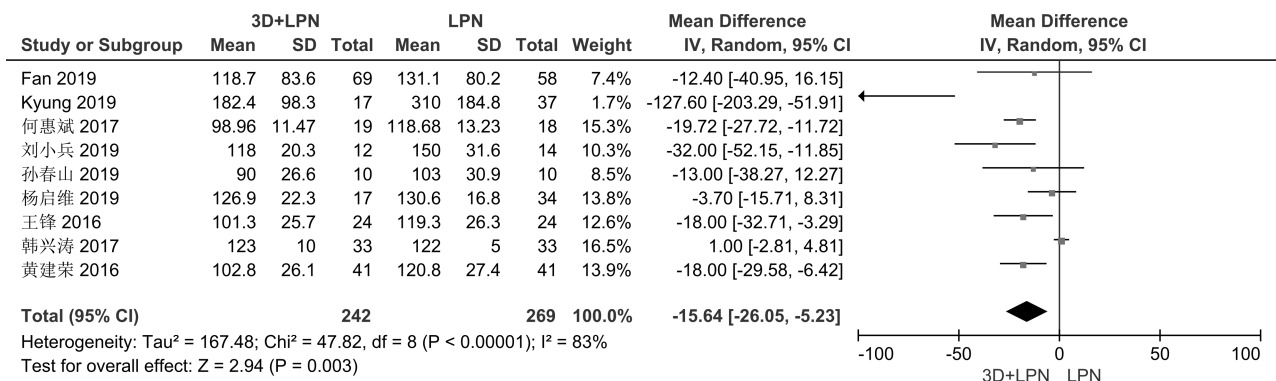 3D+LPN LPN Mean Difference Mean Difference
Study or Subgroup Mean SD Total Mean SD Total Weight IV, Random, 95% CI IV, Random, 95% CI
Fan 2019 118.7 83.6 69 131.1 80.2 58 7.4% -12.40 [-40.95, 16.15]
Kyung 2019 182.4 98.3 17 310 184.8 37 1.7% -127.60 [-203.29, -51.91]
何惠斌 2017 98.96 11.47 19 118.68 13.23 18 15.3% -19.72 [-27.72, -11.72]
刘小兵 2019 118 20.3 12 150 31.6 14 10.3% -32.00 [-52.15, -11.85]
孙春山 2019 90 26.6 10 103 30.9 10 8.5% -13.00 [-38.27, 12.27]
杨启维 2019 126.9 22.3 17 130.6 16.8 34 13.8% -3.70 [-15.71, 8.31]
王锋 2016 101.3 25.7 24 119.3 26.3 24 12.6% -18.00 [-32.71, -3.29]
韩兴涛 2017 123 10 33 122 5 33 16.5% 1.00 [-2.81, 4.81]
黄建荣 2016 102.8 26.1 41 120.8 27.4 41 13.9% -18.00 [-29.58, -6.42]
Total (95% CI) 242 269 100.0% -15.64 [-26.05, -5.23]
Heterogeneity: Tau² = 167.48; Chi² = 47.82, df = 8 (P < 0.00001); I² = 83%
Test for overall effect: Z = 2.94 (P = 0.003)
-100 -50 0 50 100
3D+LPN LPN